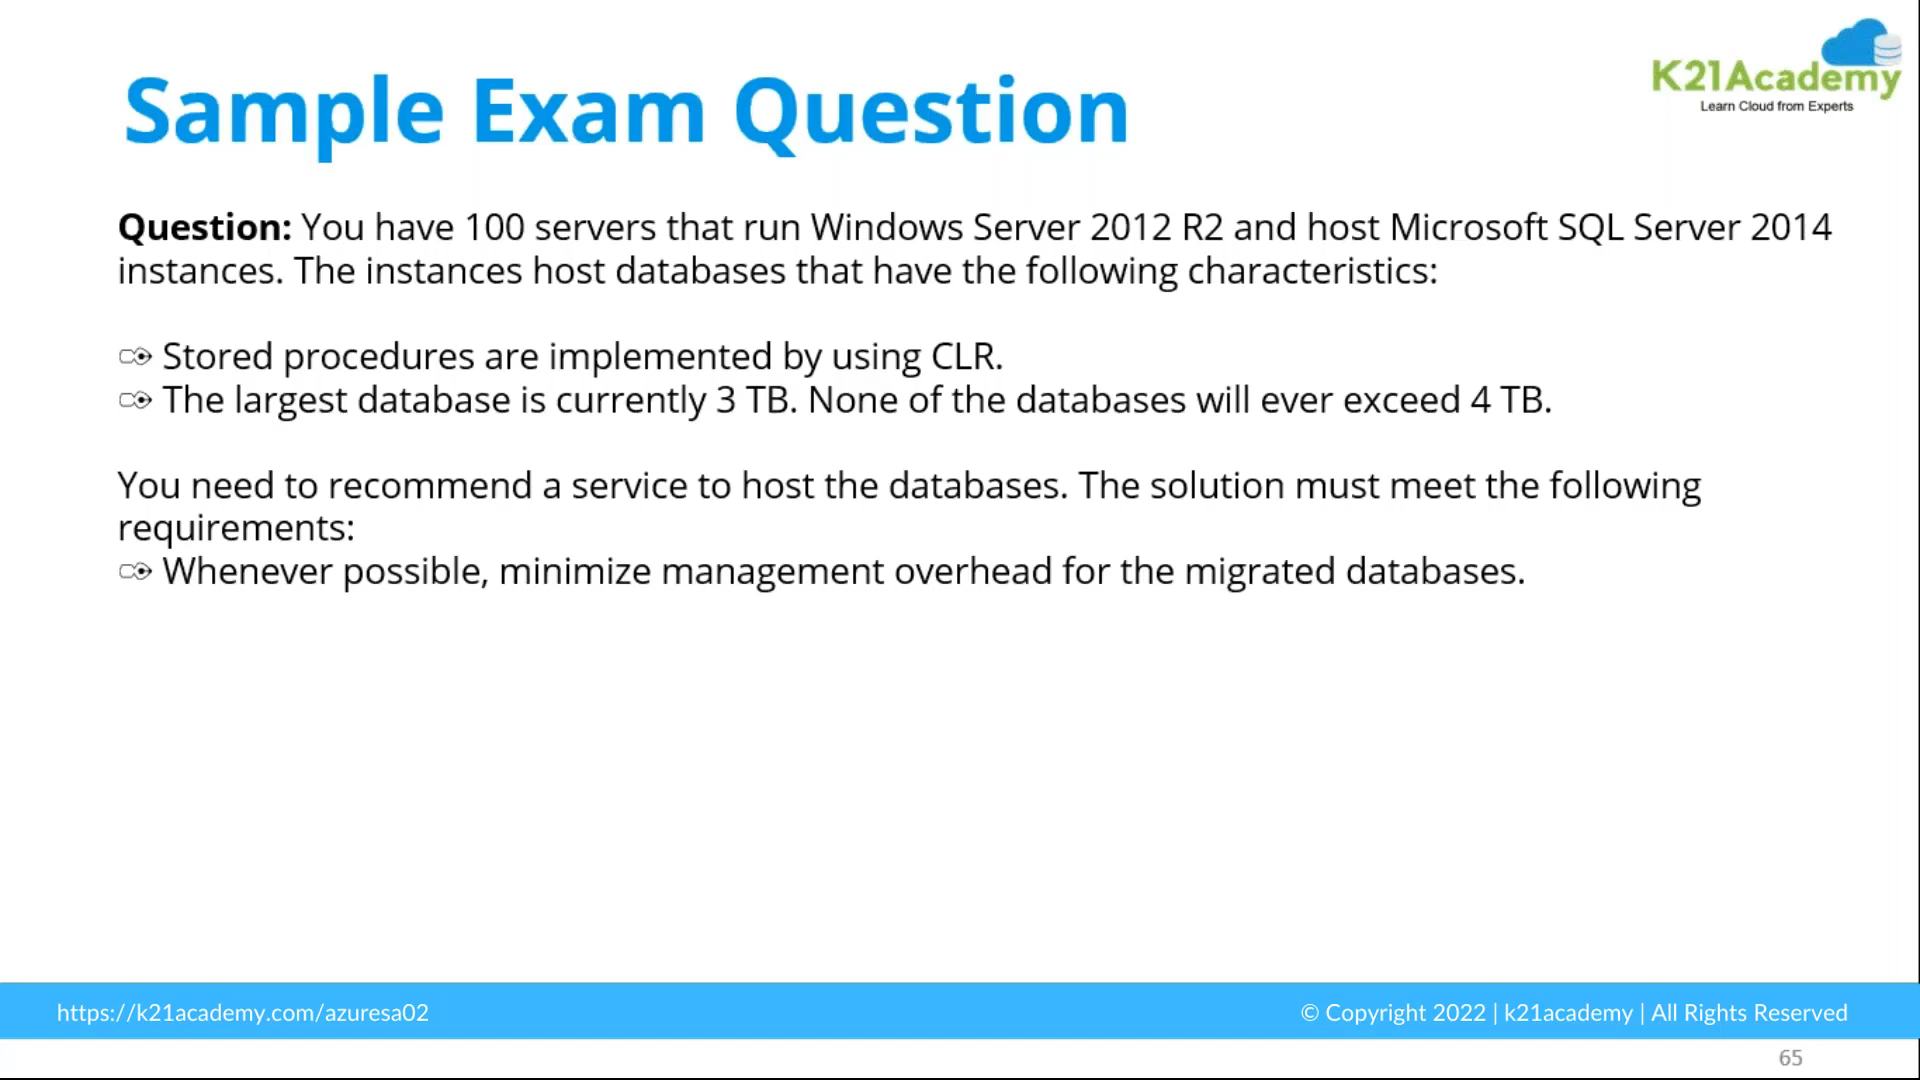 K21Academy
Learn Cloud from Experts
Sample Exam Question
Question: You have 100 servers that run Windows Server 2012 R2 and host Microsoft SQL Server 2014
instances. The instances host databases that have the following characteristics:
Stored procedures are implemented by using CLR.
The largest database is currently 3 TB. None of the databases will ever exceed 4 TB.
You need to recommend a service to host the databases. The solution must meet the following
requirements:
Whenever possible, minimize management overhead for the migrated databases.
https://k21academy.com/azuresa02
© Copyright 2022 | k21academy | All Rights Reserved
65